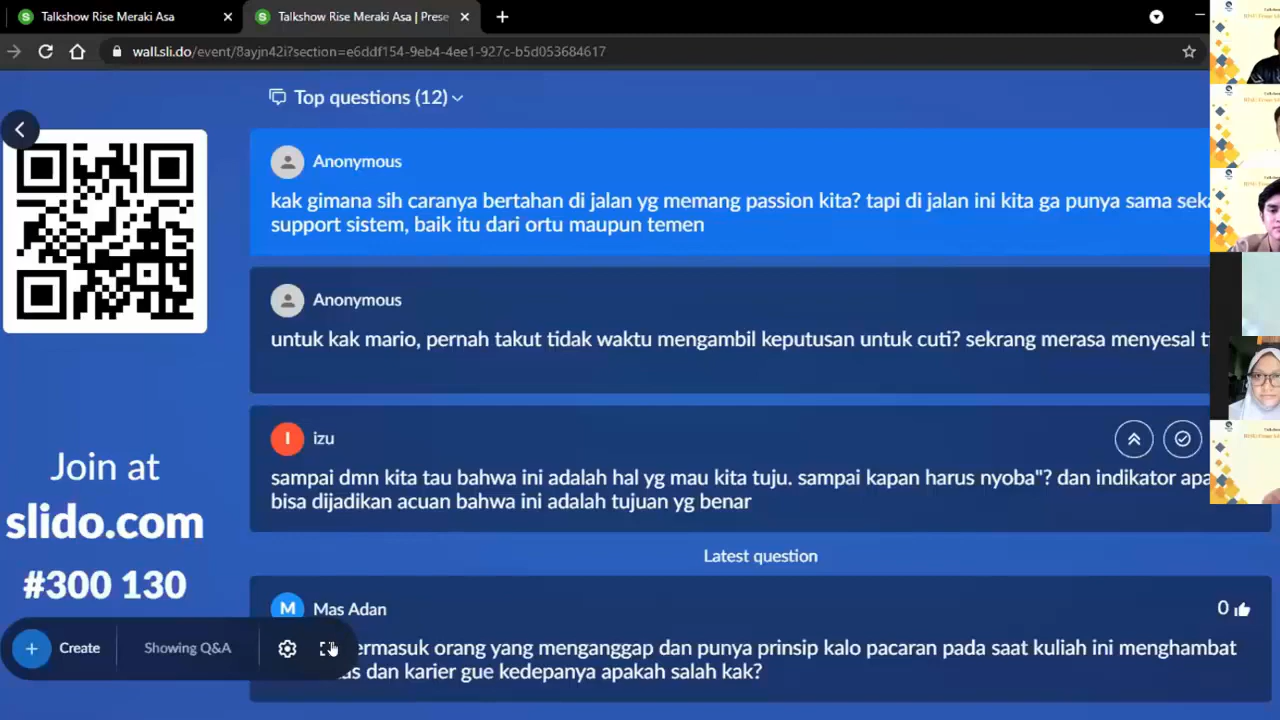 Talkshow Rise Meraki Asa
Talkshow Rise Meraki Asa | Prese
wall.sli.do/event/8ayjn42i?section=e6ddf154-9eb4-4ee1-927c-b5d053684617
Top questions (12)
Anonymous
kak gimana sih caranya bertahan di jalan yg memang passion kita? tapi di jalan ini kita ga punya sama seka
support sistem, baik itu dari ortu maupun temen
Anonymous
untuk kak mario, pernah takut tidak waktu mengambil keputusan untuk cuti? sekrang merasa menyesal t
I izu
sampai dmn kita tau bahwa ini adalah hal yg mau kita tuju. sampai kapan harus nyoba"? dan indikator apa
bisa dijadikan acuan bahwa ini adalah tujuan yg benar
Latest question
M Mas Adan
0
ermasuk orang yang menganggap dan punya prinsip kalo pacaran pada saat kuliah ini menghambat
us dan karier gue kedepanya apakah salah kak?
Join at
slido.com
#300 130
Create
Showing Q&A